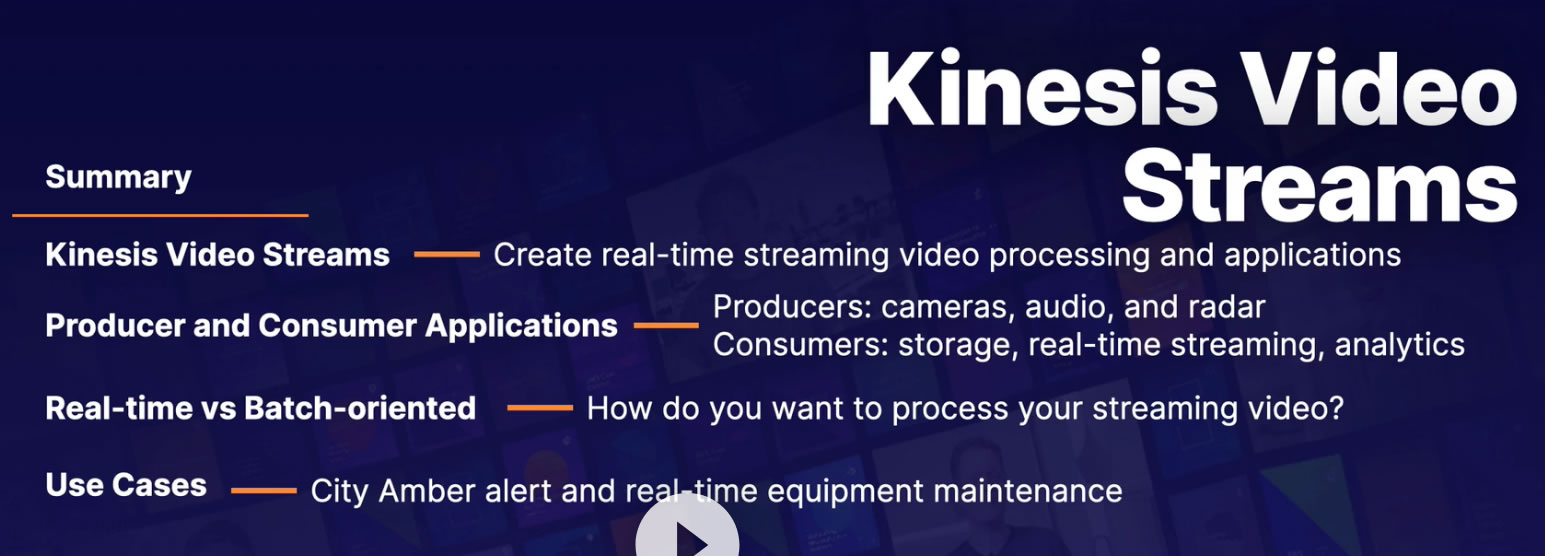 Kinesis Video
Streams
Summary
Kinesis Video Streams — Create real-time streaming video processing and applications
Producer and Consumer Applications — Producers: cameras, audio, and radar
Consumers: storage, real-time streaming, analytics
Real-time vs Batch-oriented — How do you want to process your streaming video?
Use Cases — City Amber alert and real-time equipment maintenance